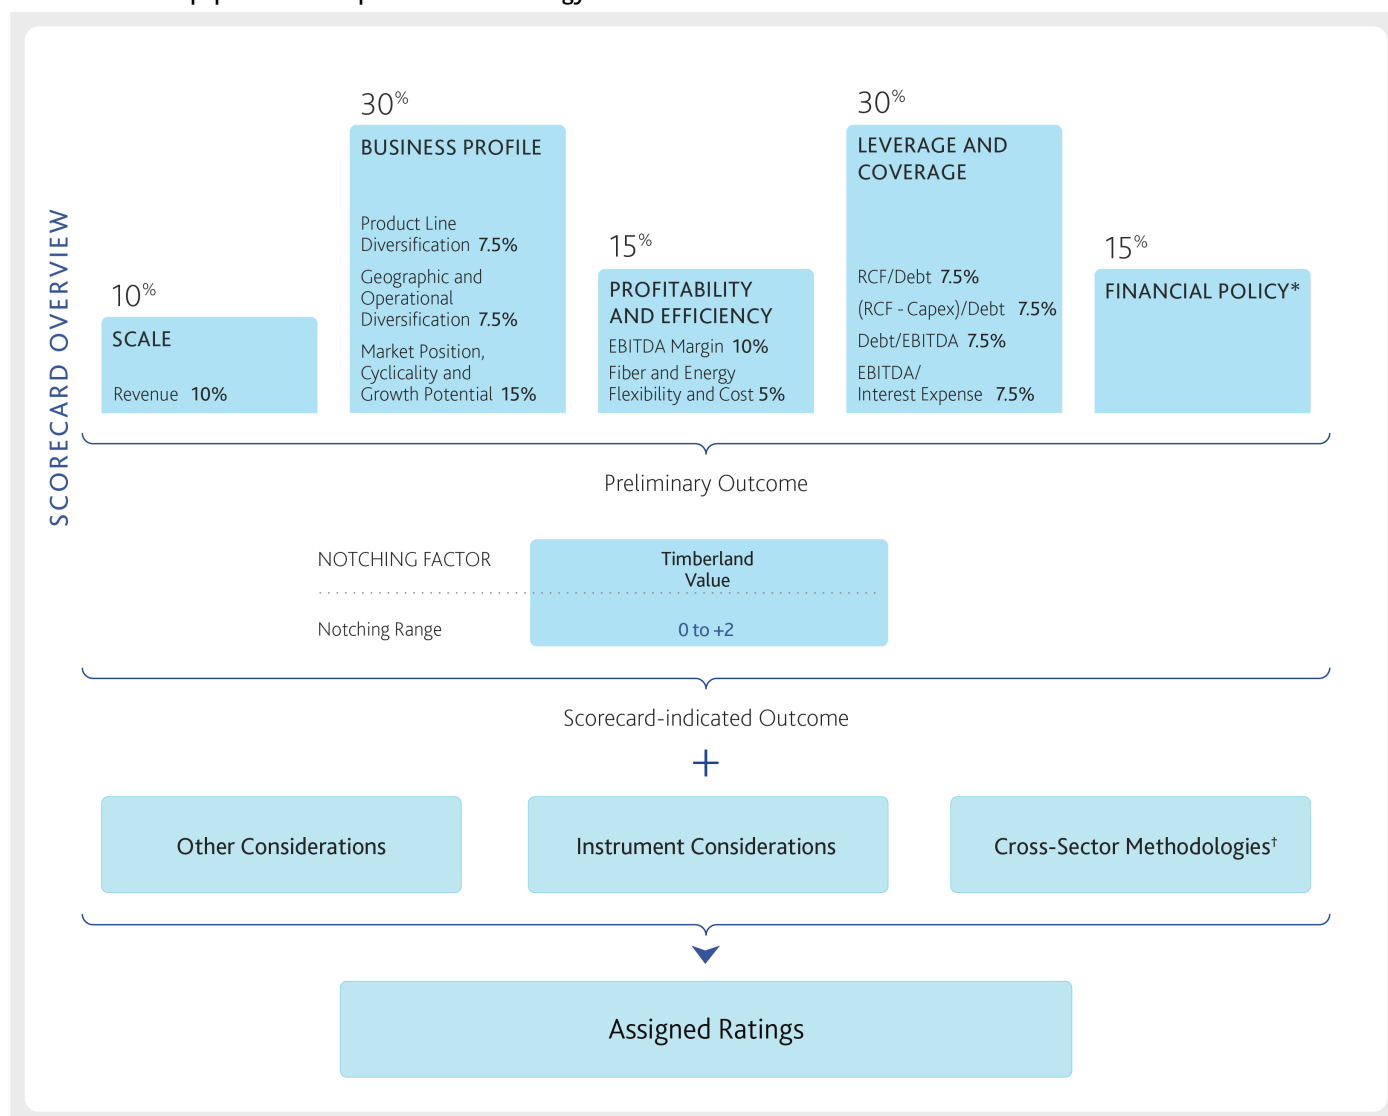 SCORECARD OVERVIEW
10%
SCALE
Revenue 10%
30%
BUSINESS PROFILE
Product Line
Diversification 7.5%
Geographic and
Operational
Diversification 7.5%
Market Position,
Cyclicality and
Growth Potential 15%
15%
PROFITABILITY
AND EFFICIENCY
EBITDA Margin 10%
Fiber and Energy
Flexibility and Cost 5%
30%
LEVERAGE AND
COVERAGE
RCF/Debt 7.5%
(RCF - Capex)/Debt 7.5%
Debt/EBITDA 7.5%
EBITDA/
Interest Expense 7.5%
15%
FINANCIAL POLICY*
Preliminary Outcome
NOTCHING FACTOR
Timberland
Value
Notching Range
0 to +2
Scorecard-indicated Outcome
+
Other Considerations
Instrument Considerations
Cross-Sector Methodologies†
Assigned Ratings